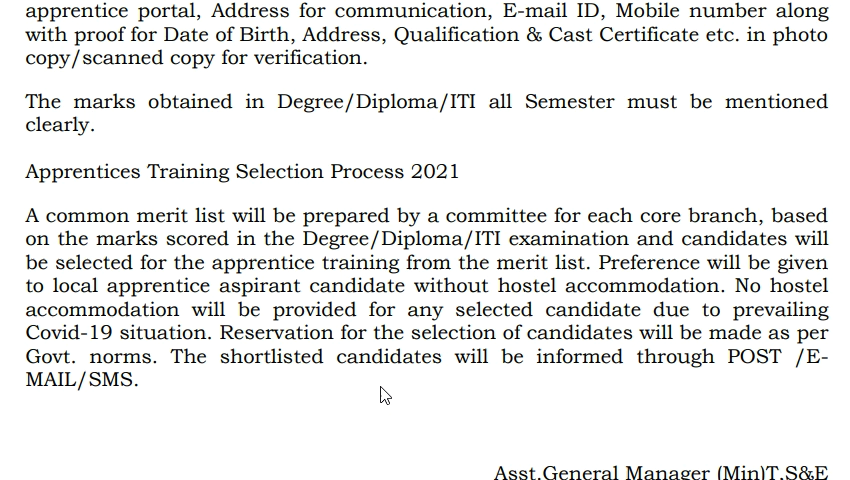 apprentice portal, Address for communication, E-mail ID, Mobile number along
with proof for Date of Birth, Address, Qualification & Cast Certificate etc. in photo
copy/scanned copy for verification.
The marks obtained in Degree/Diploma/ITI all Semester must be mentioned
clearly.
Apprentices Training Selection Process 2021
A common merit list will be prepared by a committee for each core branch, based
on the marks scored in the Degree/Diploma/ITI examination and candidates will
be selected for the apprentice training from the merit list. Preference will be given
to local apprentice aspirant candidate without hostel accommodation. No hostel
accommodation will be provided for any selected candidate due to prevailing
Covid-19 situation. Reservation for the selection of candidates will be made as per
Govt. norms. The shortlisted candidates will be informed through POST /E-
MAIL/SMS.
Asst.General Manager (Min)T,S&E